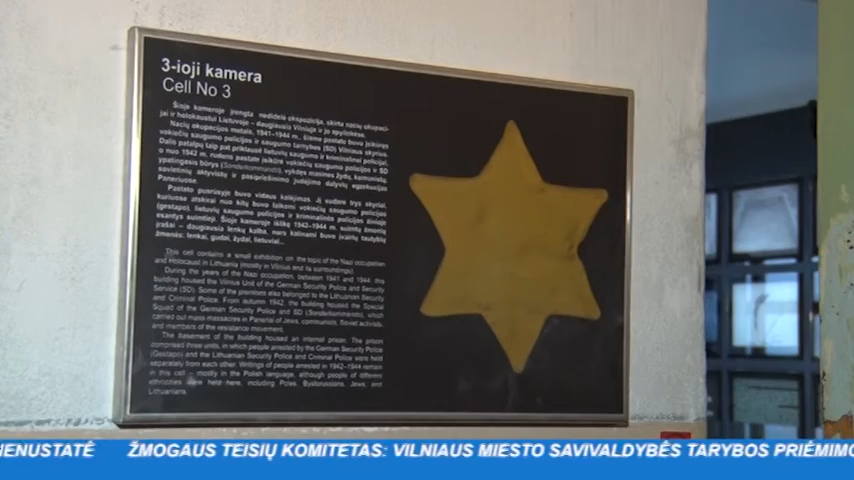 3-ioji kamera
Cell No 3
Šioje kameroje įrengta nedidelė ekspozicija, skirta nacių okupaci-
jai ir holokaustui Lietuvoje – daugiausia Vilniuje ir jo apylinkėse.
Nacių okupacijos metais, 1941–1944 m., šiame pastate buvo įsikūręs
vokiečių saugumo policijos ir saugumo tarnybos (SD) Vilniaus skyrius.
Dalis patalpų taip pat priklausė lietuvių saugumo ir kriminalinei policijai,
o nuo 1942 m. rudens pastate įsikūrė vokiečių saugumo policijos ir SD
ypatingasis būrys (Sonderkommando), vykdęs masines žydų, komunistų,
sovietinių aktyvistų ir pasipriešinimo judėjimo dalyvių egzekucijas
Paneriuose.
Pastato pusrūsyje buvo vidaus kalėjimas. Jį sudarė trys skyriai,
kuriuose atskirai nuo kitų buvo laikomi vokiečių saugumo policijos
(gestapo), lietuvių saugumo policijos ir kriminalinės policijos žinioje
esantys suimtieji. Šioje kameroje išlikę 1942–1944 m. suimtų žmonių
įrašai – daugiausia lenkų kalba, nors kalinami buvo įvairių tautybių
žmonės: lenkai, gudai, žydai, lietuviai...
This cell contains a small exhibition on the topic of the Nazi occupation
and Holocaust in Lithuania (mostly in Vilnius and its surroundings).
During the years of the Nazi occupation, between 1941 and 1944, this
building housed the Vilnius Unit of the German Security Police and Security
Service (SD). Some of the premises also belonged to the Lithuanian Security
and Criminal Police. From autumn 1942, the building housed the Special
Squad of the German Security Police and SD (Sonderkommando), which
carried out mass massacres in Paneriai of Jews, communists, Soviet activists,
and members of the resistance movement.
The basement of the building housed an internal prison. The prison
comprised three units, in which people arrested by the German Security Police
(Gestapo) and the Lithuanian Security Police and Criminal Police were held
separately from each other. Writings of people arrested in 1942–1944 remain
in this cell – mostly in the Polish language, although people of different
ethnicities were held here, including Poles, Byelorussians, Jews, and
Lithuanians.
IENUSTATĖ ŽMOGAUS TEISIŲ KOMITETAS: VILNIAUS MIESTO SAVIVALDYBĖS TARYBOS PRIĖMIMO